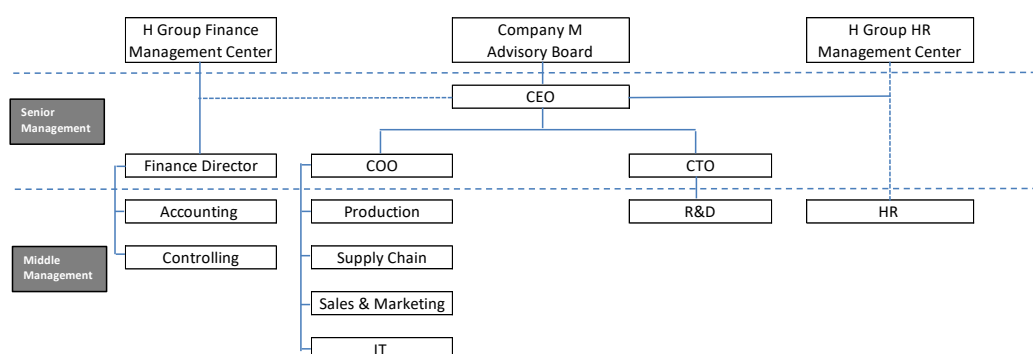 H Group Finance
Management Center
Company M
Advisory Board
H Group HR
Management Center
CEO
Senior
Management
Finance Director
COO
CTO
Accounting
Production
R&D
HR
Middle
Management
Controlling
Supply Chain
Sales & Marketing
IT